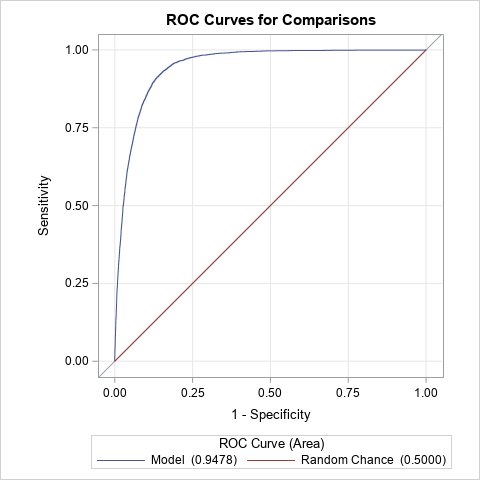 ROC Curves for Comparisons
1.00
0.75
0.50
0.25
0.00
Sensitivity
0.00 0.25 0.50 0.75 1.00
1 - Specificity
ROC Curve (Area)
Model (0.9478) Random Chance (0.5000)